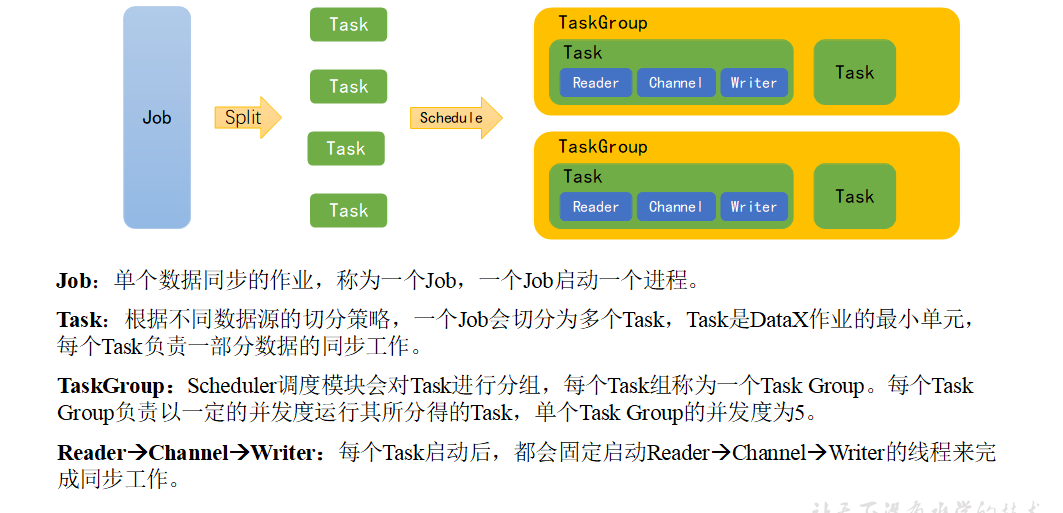 Job
Split
Task
Task
Task
Task
Schedule
TaskGroup
Task
Reader
Channel
Writer
Task
TaskGroup
Task
Reader
Channel
Writer
Task
Job：单个数据同步的作业，称为一个Job，一个Job启动一个进程。
Task：根据不同数据源的切分策略，一个Job会切分为多个Task，Task是DataX作业的最小单元，
每个Task负责一部分数据的同步工作。
TaskGroup：Scheduler调度模块会对Task进行分组，每个Task组称为一个Task Group。每个Task
Group负责以一定的并发度运行其所分得的Task，单个Task Group的并发度为5。
Reader→Channel→Writer：每个Task启动后，都会固定启动Reader→Channel→Writer的线程来完
成同步工作。